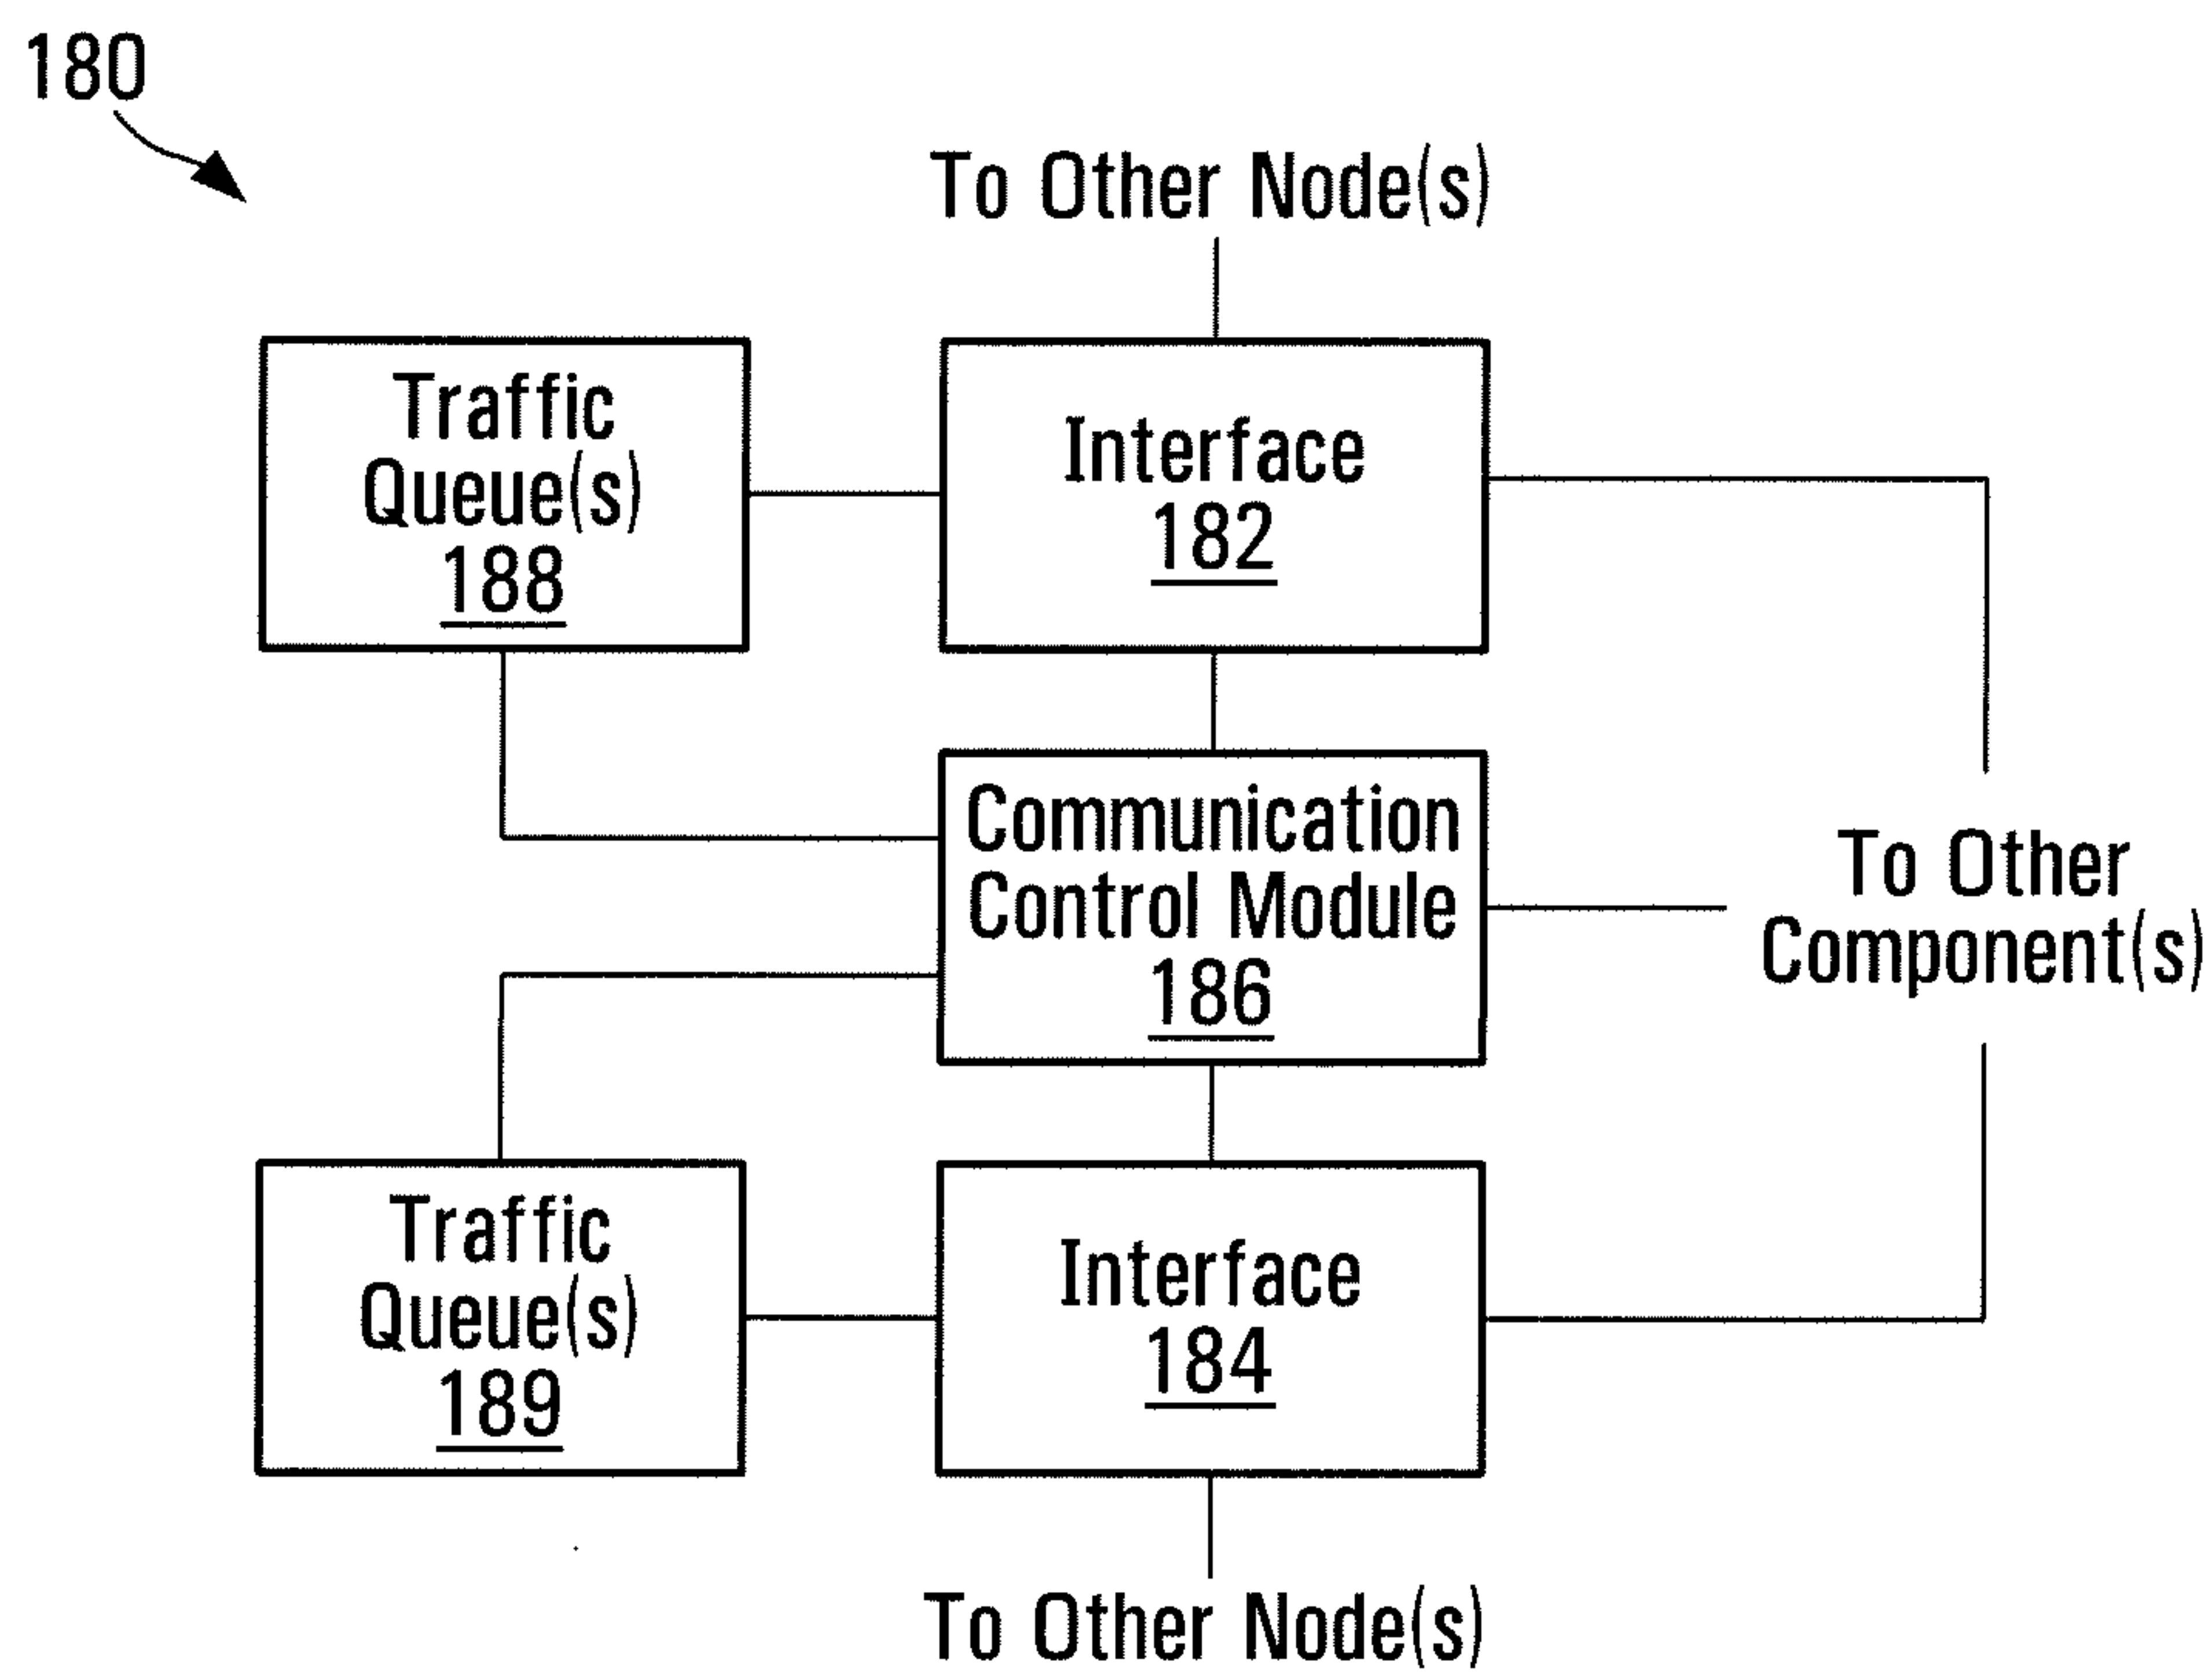 180
To Other Node(s)
Traffic
Queue(s)
188
Interface
182
Communication
Control Module
186
To Other
Component(s)
Traffic
Queue(s)
189
Interface
184
To Other Node(s)